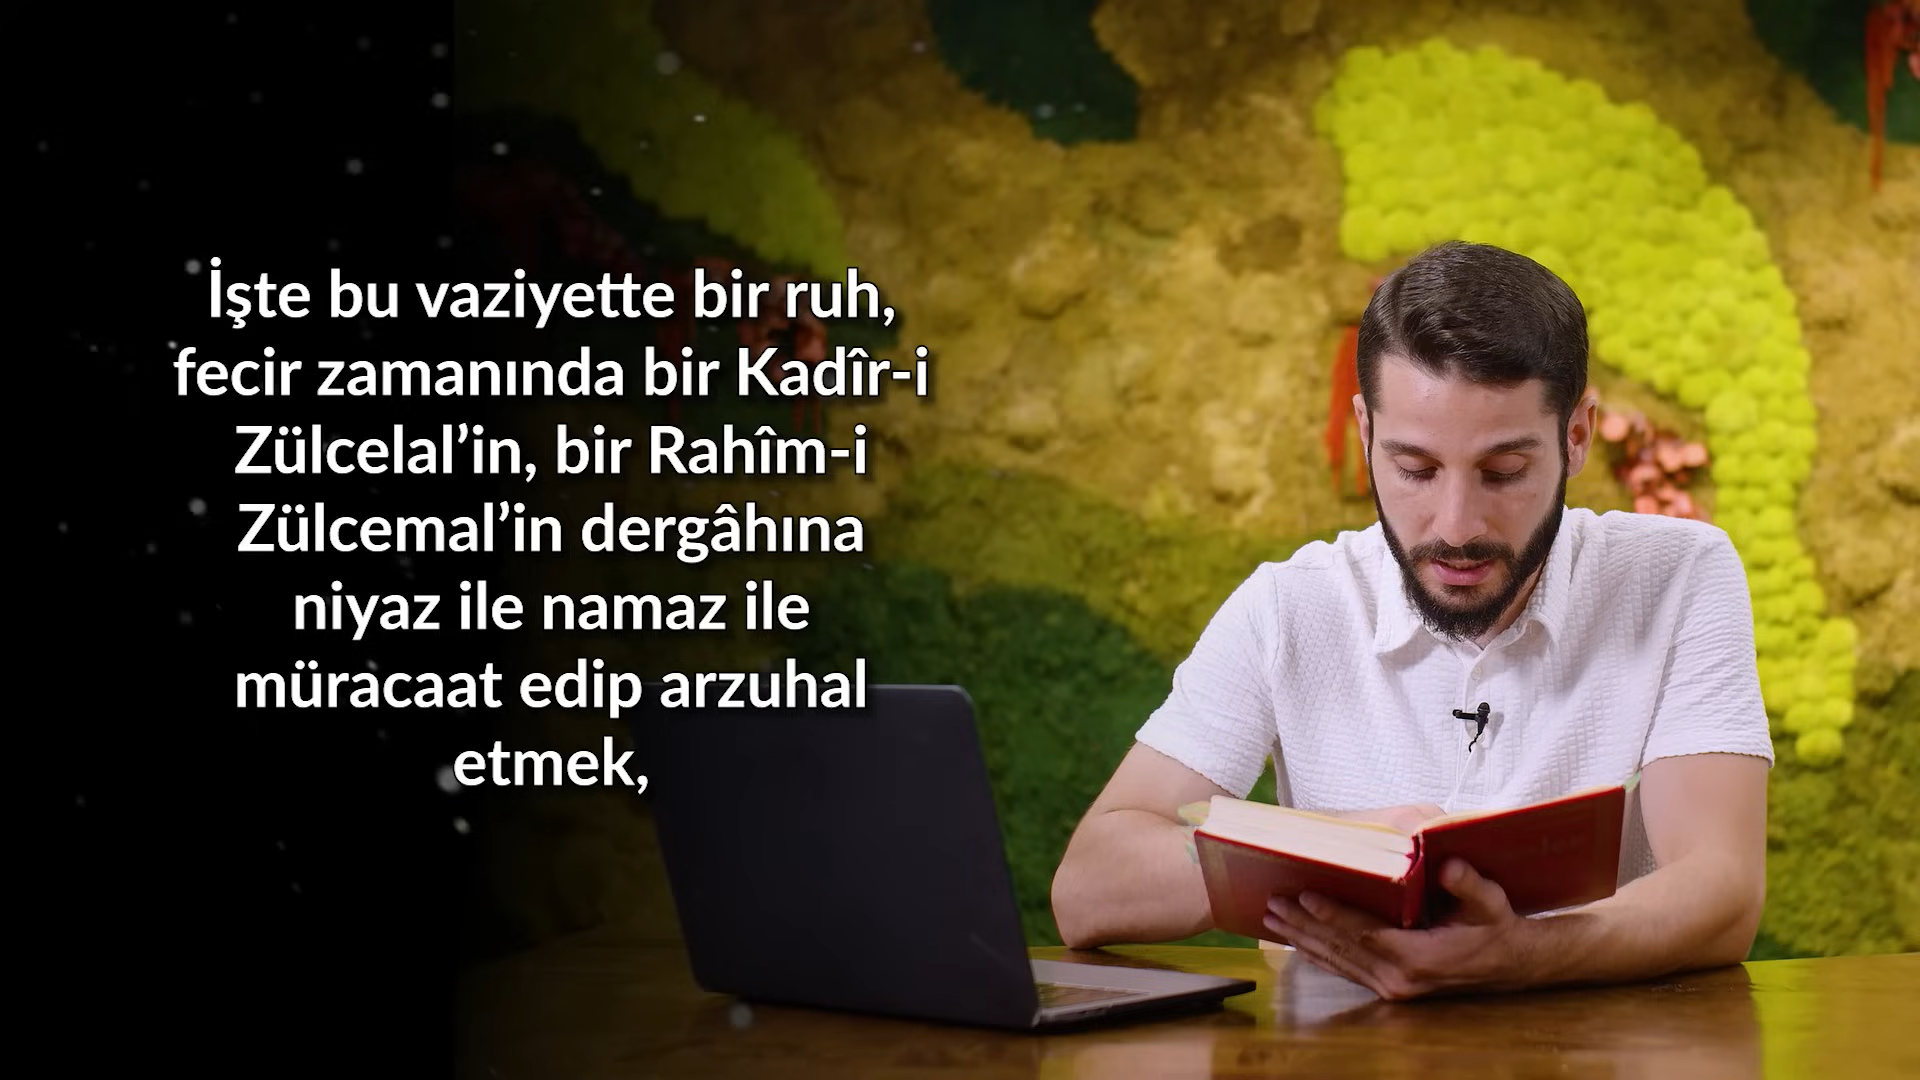 İşte bu vaziyette bir ruh,
fecir zamanında bir Kadîr-i
Zülcelal’in, bir Rahîm-i
Zülcemal’in dergâhına
niyaz ile namaz ile
müracaat edip arzuhal
etmek,